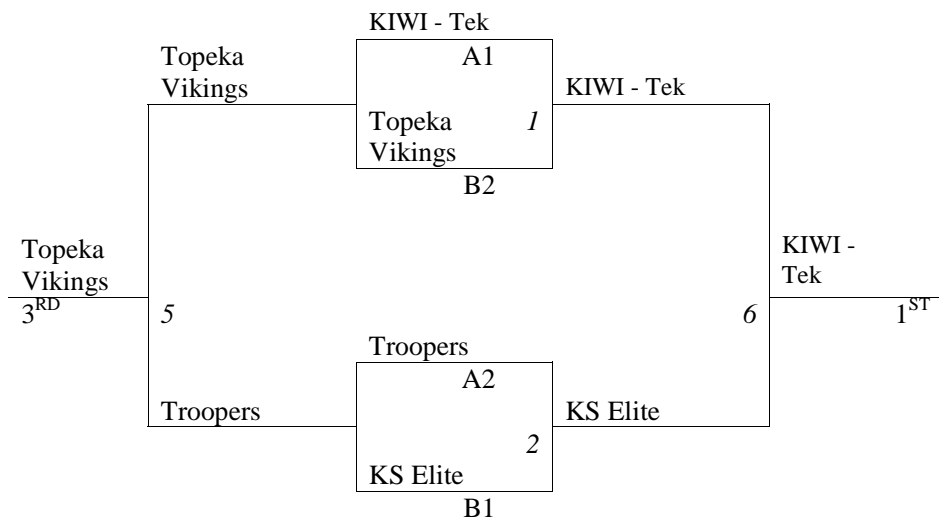 KIWI - Tek
Topeka
Vikings
A1
KIWI - Tek
Topeka
Vikings
1
B2
Topeka
Vikings
KIWI -
Tek
3RD
5
6
1ST
Troopers
A2
Troopers
KS Elite
2
KS Elite
B1